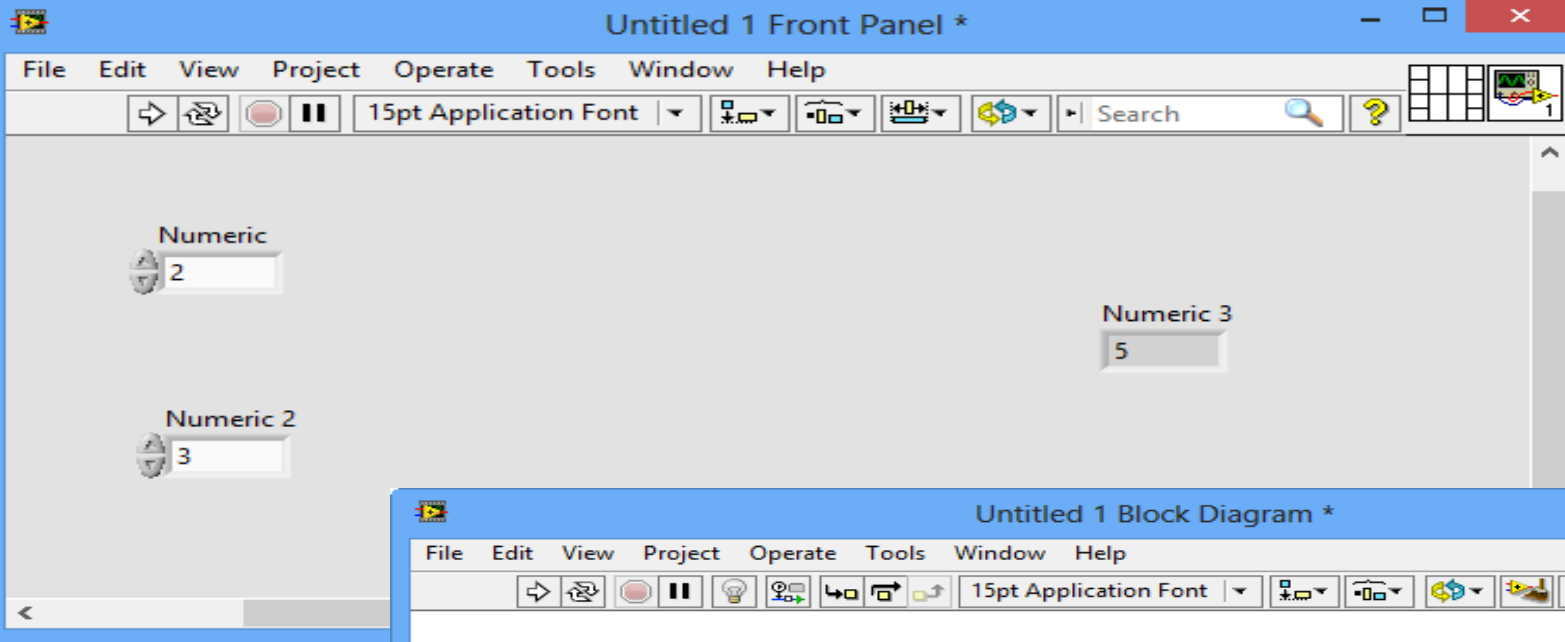 Untitled 1 Front Panel *
File Edit View Project Operate Tools Window Help
15pt Application Font Search ? 1
Numeric
2
Numeric 3
5
Numeric 2
3
Untitled 1 Block Diagram *
File Edit View Project Operate Tools Window Help
15pt Application Font